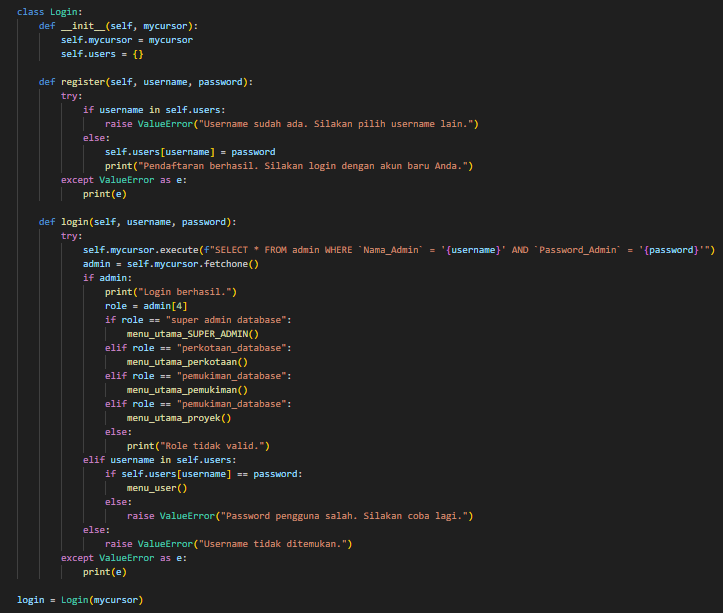 class Login:
    def __init__(self, mycursor):
        self.mycursor = mycursor
        self.users = {}

    def register(self, username, password):
        try:
            if username in self.users:
                raise ValueError("Username sudah ada. Silakan pilih username lain.")
            else:
                self.users[username] = password
                print("Pendaftaran berhasil. Silakan login dengan akun baru Anda.")
        except ValueError as e:
            print(e)

    def login(self, username, password):
        try:
            self.mycursor.execute(f"SELECT * FROM admin WHERE `Nama_Admin` = '{username}' AND `Password_Admin` = '{password}'")
            admin = self.mycursor.fetchone()
            if admin:
                print("Login berhasil.")
                role = admin[4]
                if role == "super admin database":
                    menu_utama_SUPER_ADMIN()
                elif role == "perkotaan_database":
                    menu_utama_perkotaan()
                elif role == "pemukiman_database":
                    menu_utama_pemukiman()
                elif role == "pemukiman_database":
                    menu_utama_proyek()
                else:
                    print("Role tidak valid.")
            elif username in self.users:
                if self.users[username] == password:
                    menu_user()
                else:
                    raise ValueError("Password pengguna salah. Silakan coba lagi.")
            else:
                raise ValueError("Username tidak ditemukan.")
        except ValueError as e:
            print(e)

login = Login(mycursor)